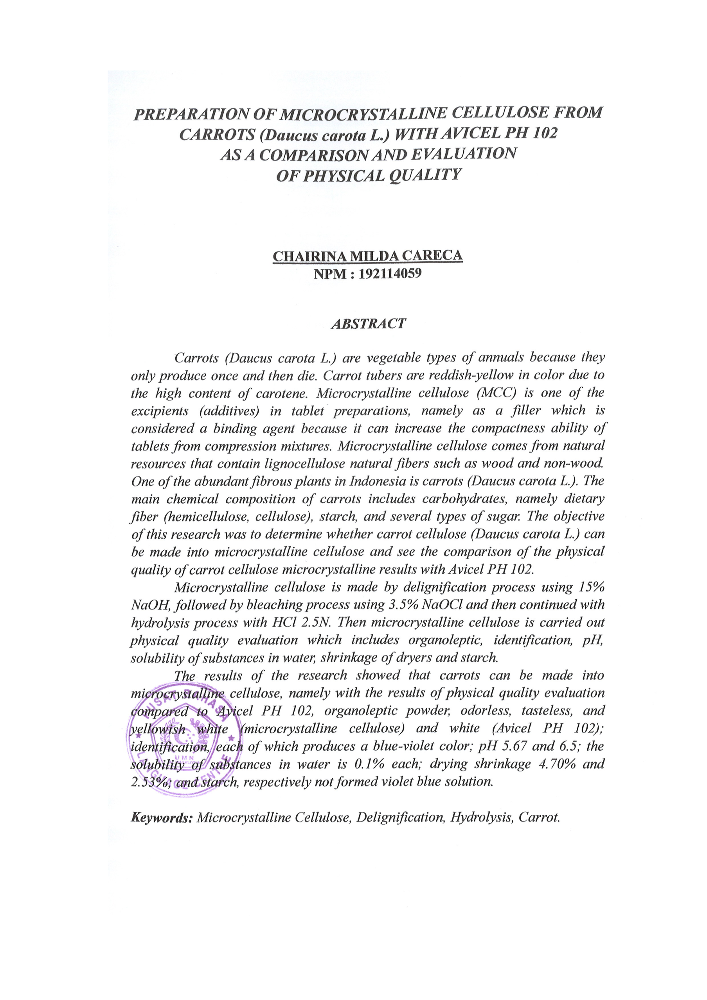 PREPARATION OF MICROCRYSTALLINE CELLULOSE FROM
CARROTS (Daucus carota L.) WITH AVICEL PH 102
AS A COMPARISON AND EVALUATION
OF PHYSICAL QUALITY
CHAIRINA MILDA CARECA
NPM : 192114059
ABSTRACT
Carrots (Daucus carota L.) are vegetable types of annuals because they
only produce once and then die. Carrot tubers are reddish-yellow in color due to
the high content of carotene. Microcrystalline cellulose (MCC) is one of the
excipients (additives) in tablet preparations, namely as a filler which is
considered a binding agent because it can increase the compactness ability of
tablets from compression mixtures. Microcrystalline cellulose comes from natural
resources that contain lignocellulose natural fibers such as wood and non-wood.
One of the abundant fibrous plants in Indonesia is carrots (Daucus carota L.). The
main chemical composition of carrots includes carbohydrates, namely dietary
fiber (hemicellulose, cellulose), starch, and several types of sugar. The objective
of this research was to determine whether carrot cellulose (Daucus carota L.) can
be made into microcrystalline cellulose and see the comparison of the physical
quality of carrot cellulose microcrystalline results with Avicel PH 102.
Microcrystalline cellulose is made by delignification process using 15%
NaOH, followed by bleaching process using 3.5% NaOCl and then continued with
hydrolysis process with HCl 2.5N. Then microcrystalline cellulose is carried out
physical quality evaluation which includes organoleptic, identification, pH,
solubility of substances in water, shrinkage of dryers and starch.
The results of the research showed that carrots can be made into
microcrystalline cellulose, namely with the results of physical quality evaluation
compared to Avicel PH 102, organoleptic powder, odorless, tasteless, and
yellowish white (microcrystalline cellulose) and white (Avicel PH 102);
identification, each of which produces a blue-violet color; pH 5.67 and 6.5; the
solubility of substances in water is 0.1% each; drying shrinkage 4.70% and
2.53%; and starch, respectively not formed violet blue solution.
PUSAT BAHASA
UMN
LANGUAGE CENTRE
Keywords: Microcrystalline Cellulose, Delignification, Hydrolysis, Carrot.